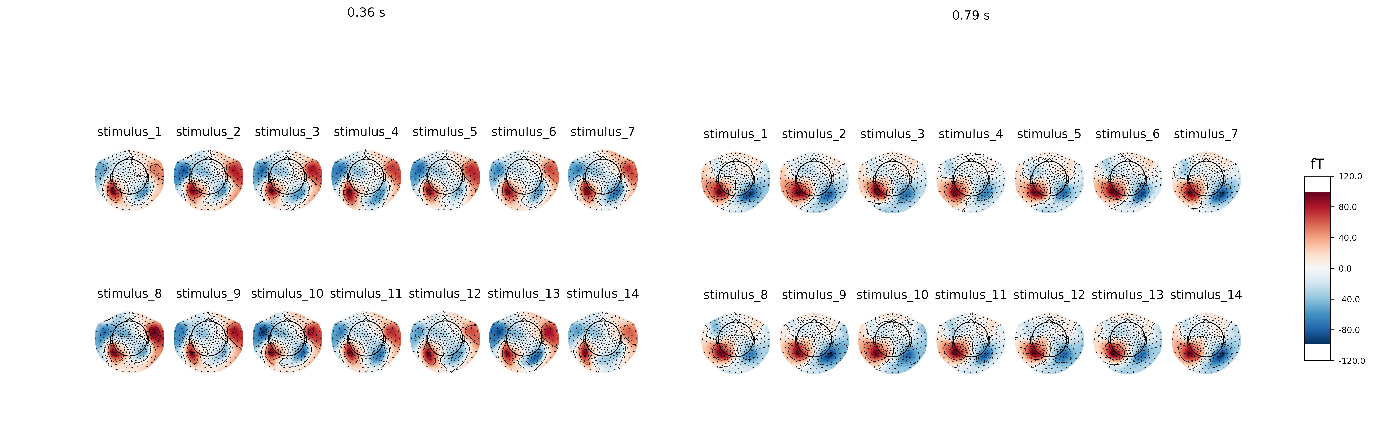 0.36 s
0.79 s
stimulus_1 stimulus_2 stimulus_3 stimulus_4 stimulus_5 stimulus_6 stimulus_7
stimulus_1 stimulus_2 stimulus_3 stimulus_4 stimulus_5 stimulus_6 stimulus_7
stimulus_8 stimulus_9 stimulus_10 stimulus_11 stimulus_12 stimulus_13 stimulus_14
stimulus_8 stimulus_9 stimulus_10 stimulus_11 stimulus_12 stimulus_13 stimulus_14
fT
120.0
80.0
40.0
0.0
-40.0
-80.0
-120.0